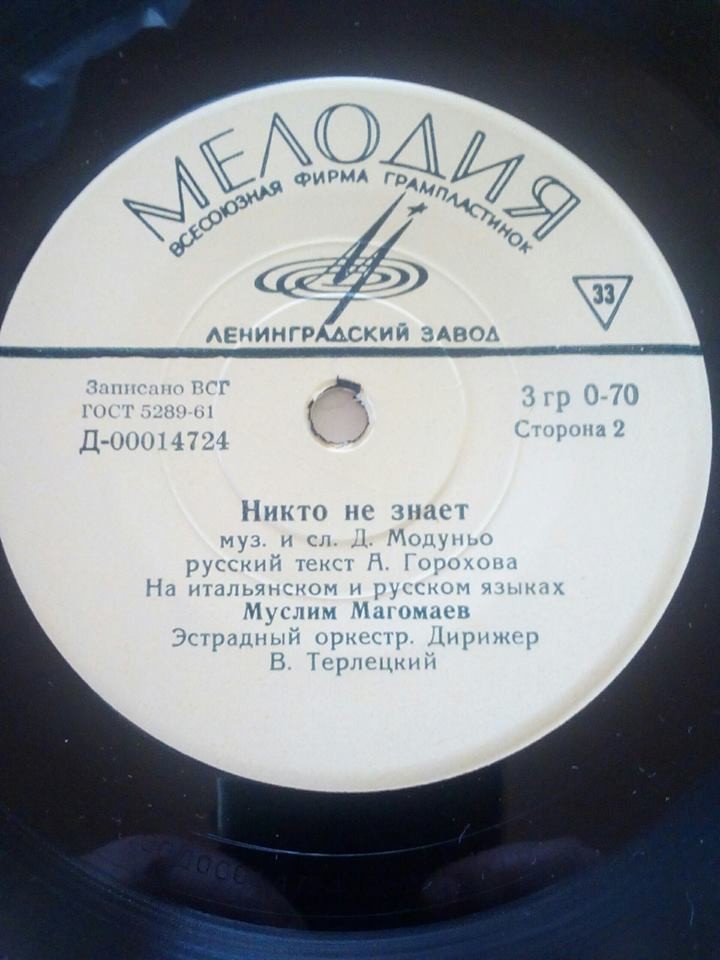 МЕЛОДИЯ
ВСЕСОЮЗНАЯ ФИРМА ГРАМПЛАСТИНОК
33
ЛЕНИНГРАДСКИЙ ЗАВОД
Записано ВСГ
ГОСТ 5289-61
Д-00014724
3 гр 0-70
Сторона 2
Никто не знает
муз. и сл. Д. Модуньо
русский текст А. Горохова
На итальянском и русском языках
Муслим Магомаев
Эстрадный оркестр. Дирижер
В. Терлецкий